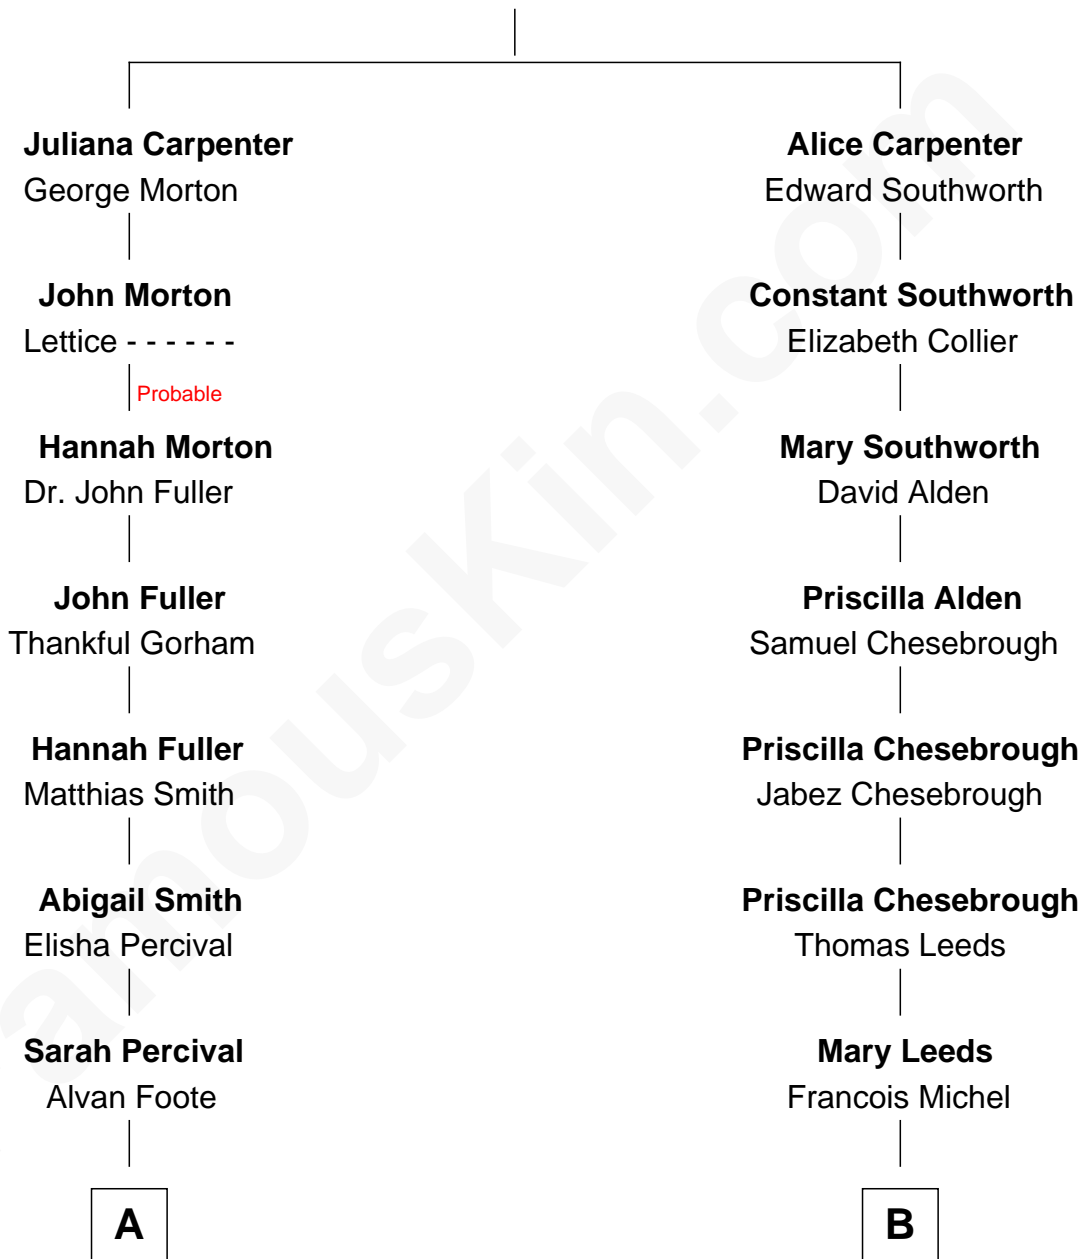 Juliana Carpenter
George Morton
John Morton
Lettice - - - - - -
Probable
Hannah Morton
Dr. John Fuller
John Fuller
Thankful Gorham
Hannah Fuller
Matthias Smith
Abigail Smith
Elisha Percival
Sarah Percival
Alvan Foote
A
Alice Carpenter
Edward Southworth
Constant Southworth
Elizabeth Collier
Mary Southworth
David Alden
Priscilla Alden
Samuel Chesebrough
Priscilla Chesebrough
Jabez Chesebrough
Priscilla Chesebrough
Thomas Leeds
Mary Leeds
Francois Michel
B
amousKin.com